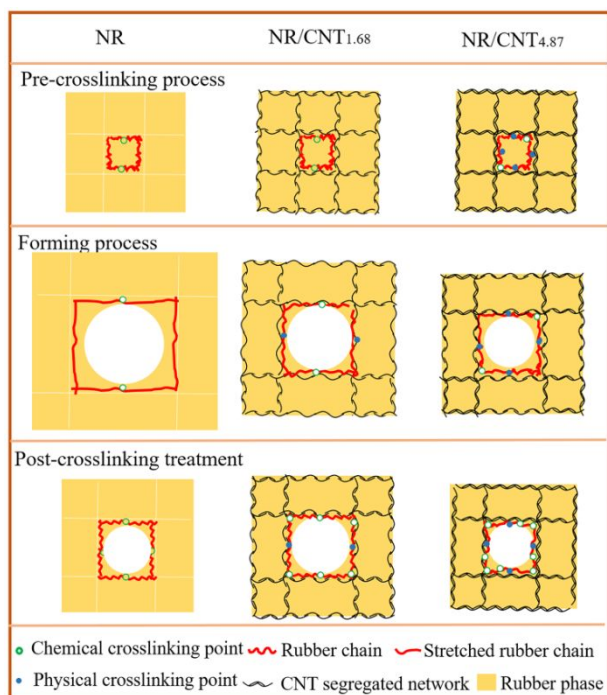 NR NR/CNT1.68 NR/CNT4.87
Pre-crosslinking process
Forming process
Post-crosslinking treatment
Chemical crosslinking point Rubber chain Stretched rubber chain
Physical crosslinking point CNT segregated network Rubber phase